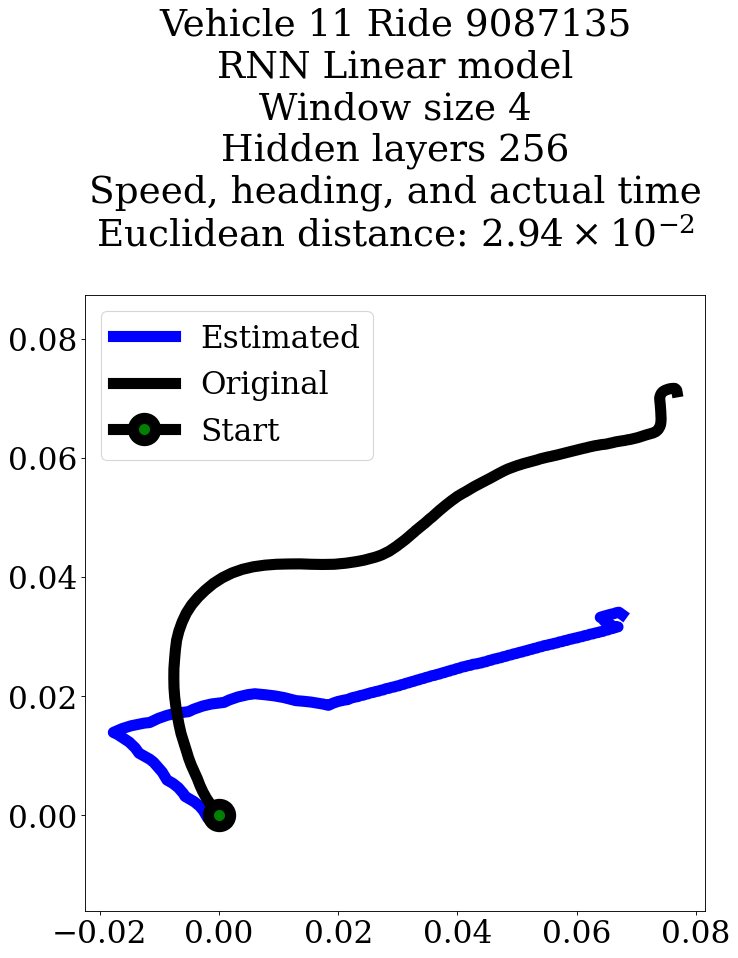 Vehicle 11 Ride 9087135
RNN Linear model
Window size 4
Hidden layers 256
Speed, heading, and actual time
Euclidean distance: 2.94 × 10⁻²
Estimated
Original
Start
0.08
0.06
0.04
0.02
0.00
−0.02 0.00 0.02 0.04 0.06 0.08